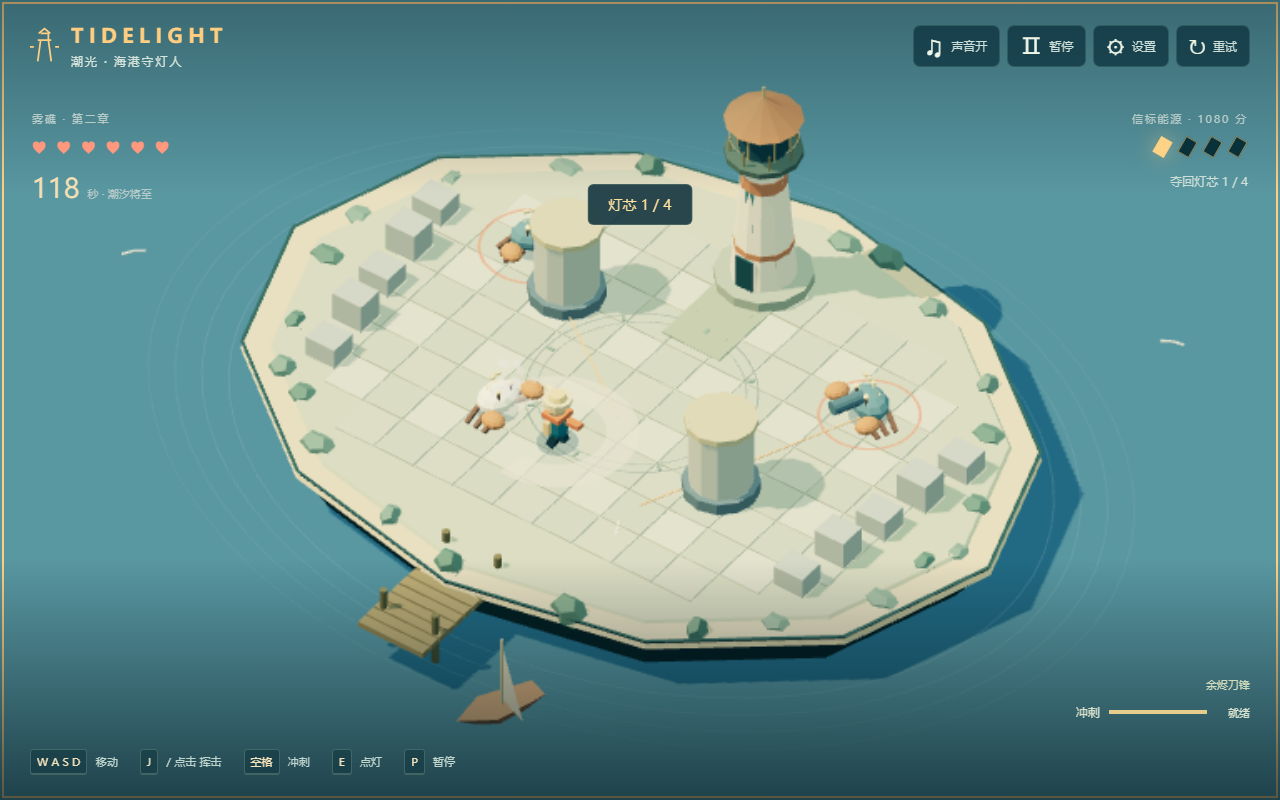 TIDELIGHT
潮光 · 海港守灯人
声音开
暂停
设置
重试
雾礁 · 第二章
118 秒 · 潮汐将至
信标能源 · 1080 分
夺回灯芯 1 / 4
灯芯 1 / 4
余烬刀锋
冲刺 就绪
WASD 移动 J / 点击 挥击 空格 冲刺 E 点灯 P 暂停